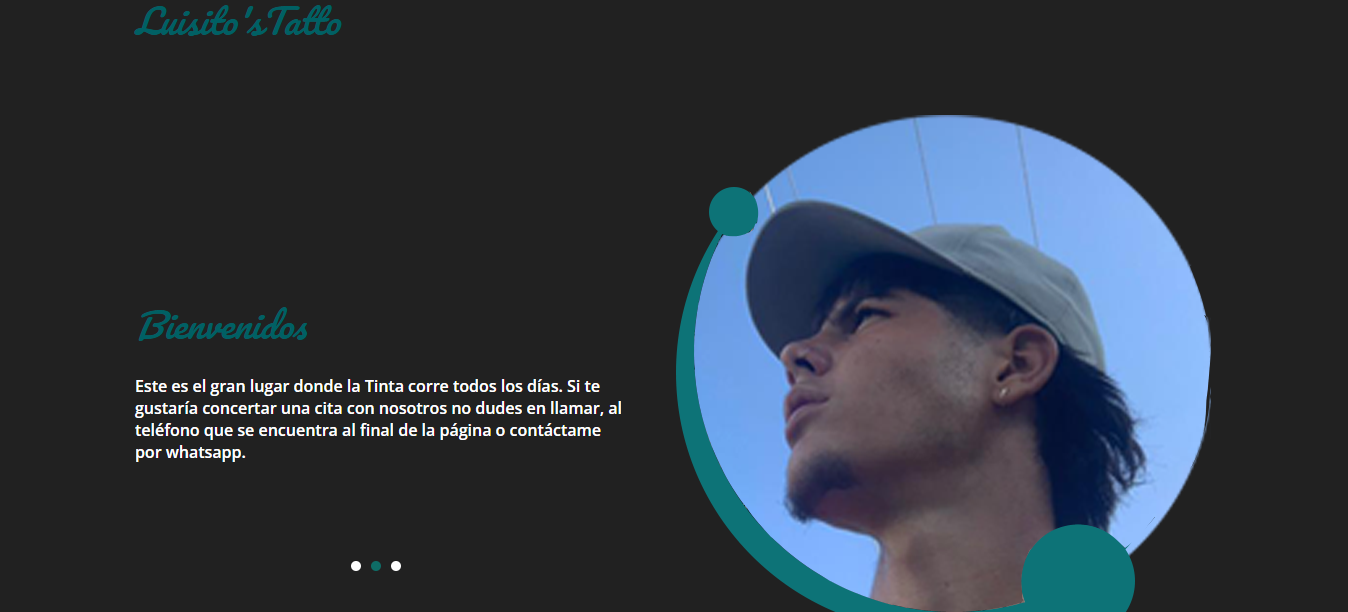 Luisito'sTatto
Bienvenidos
Este es el gran lugar donde la Tinta corre todos los días. Si te
gustaría concertar una cita con nosotros no dudes en llamar, al
teléfono que se encuentra al final de la página o contáctame
por whatsapp.